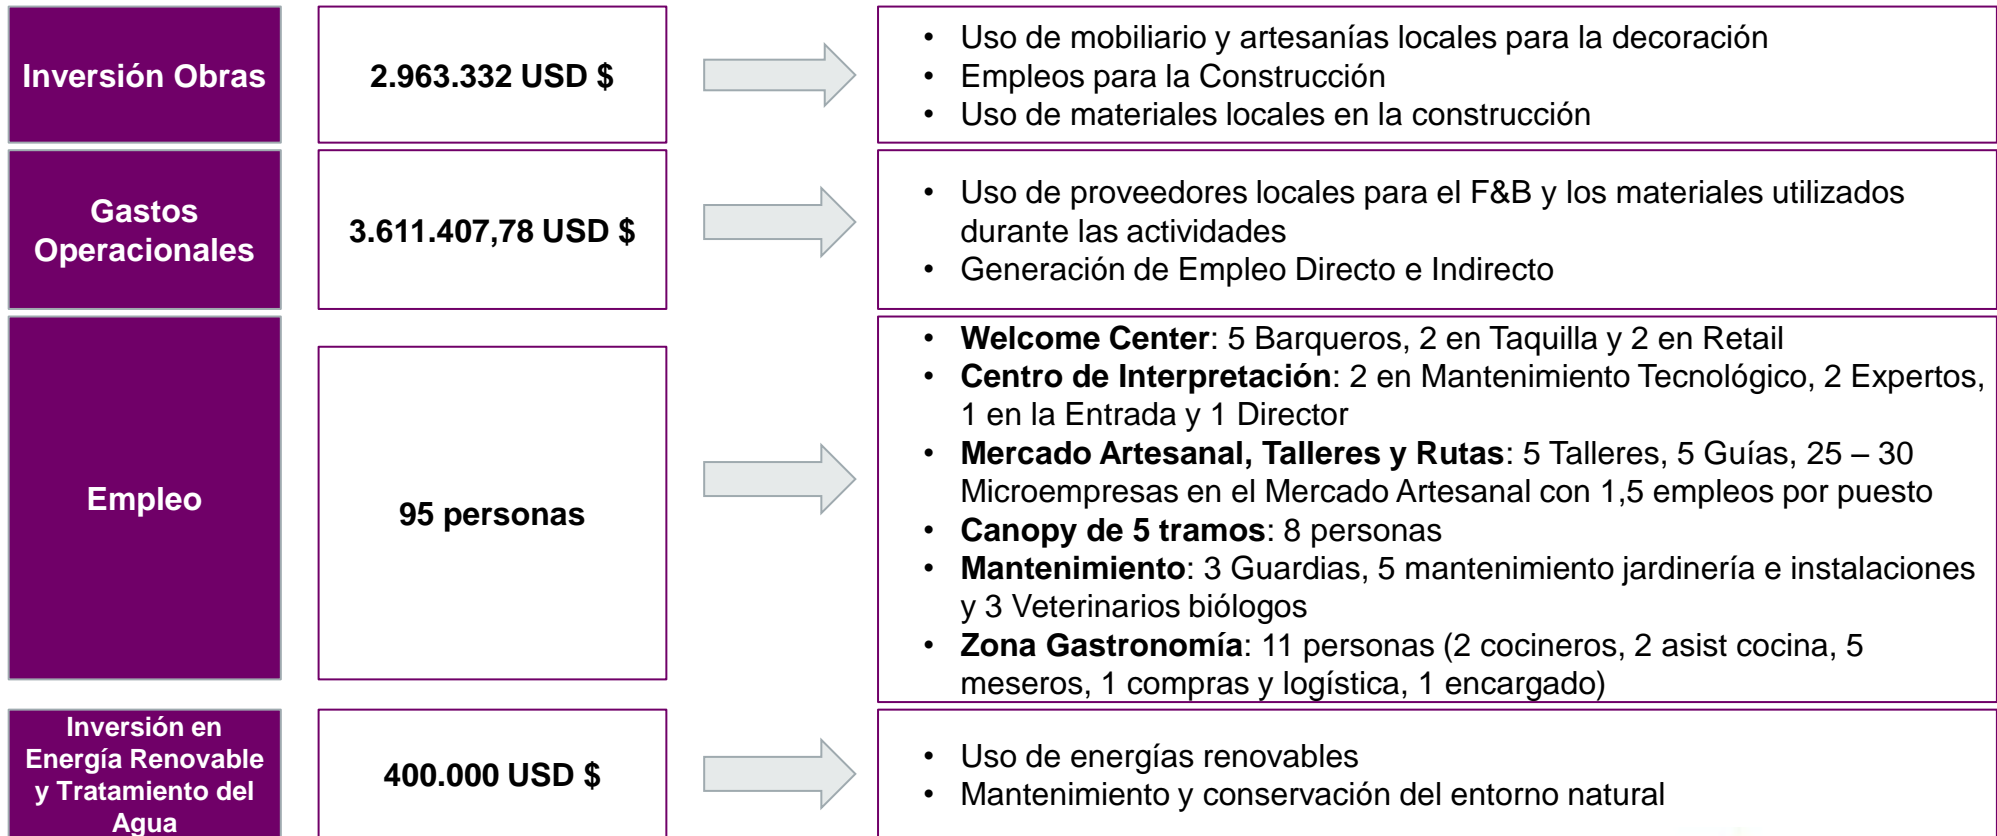 Inversión Obras
2.963.332 USD $
• Uso de mobiliario y artesanías locales para la decoración
• Empleos para la Construcción
• Uso de materiales locales en la construcción
Gastos
Operacionales
3.611.407,78 USD $
• Uso de proveedores locales para el F&B y los materiales utilizados
durante las actividades
• Generación de Empleo Directo e Indirecto
Empleo
95 personas
• Welcome Center: 5 Barqueros, 2 en Taquilla y 2 en Retail
• Centro de Interpretación: 2 en Mantenimiento Tecnológico, 2 Expertos,
1 en la Entrada y 1 Director
• Mercado Artesanal, Talleres y Rutas: 5 Talleres, 5 Guías, 25 – 30
Microempresas en el Mercado Artesanal con 1,5 empleos por puesto
• Canopy de 5 tramos: 8 personas
• Mantenimiento: 3 Guardias, 5 mantenimiento jardinería e instalaciones
y 3 Veterinarios biólogos
• Zona Gastronomía: 11 personas (2 cocineros, 2 asist cocina, 5
meseros, 1 compras y logística, 1 encargado)
Inversión en
Energía Renovable
y Tratamiento del
Agua
400.000 USD $
• Uso de energías renovables
• Mantenimiento y conservación del entorno natural